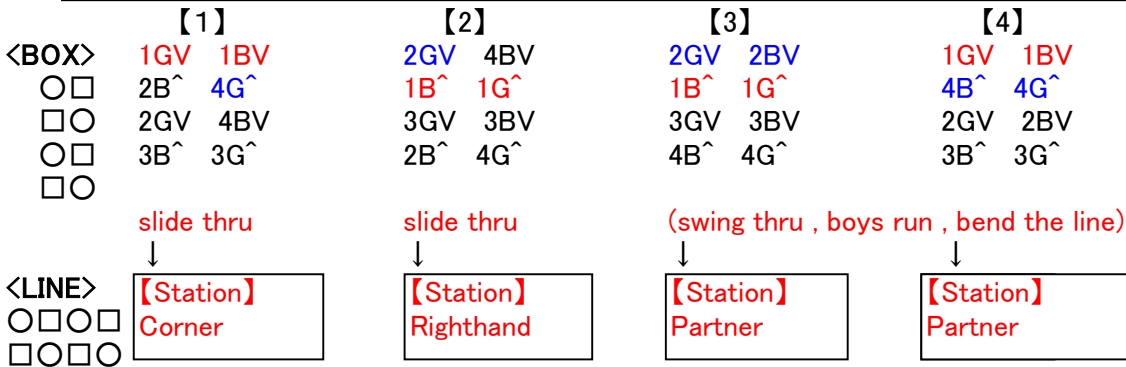 【1】 【2】 【3】 【4】
<BOX> 1GV 1BV 2GV 4BV 2GV 2BV 1GV 1BV
○□ 2B^ 4G^ 1B^ 1G^ 1B^ 1G^ 4B^ 4G^
□○ 2GV 4BV 3GV 3BV 3GV 3BV 2GV 2BV
○□ 3B^ 3G^ 2B^ 4G^ 4B^ 4G^ 3B^ 3G^
□○
slide thru slide thru (swing thru , boys run , bend the line)
↓ ↓ ↓ ↓
<LINE> 【Station】 【Station】 【Station】 【Station】
○□○□ Corner Righthand Partner Partner
□○□○